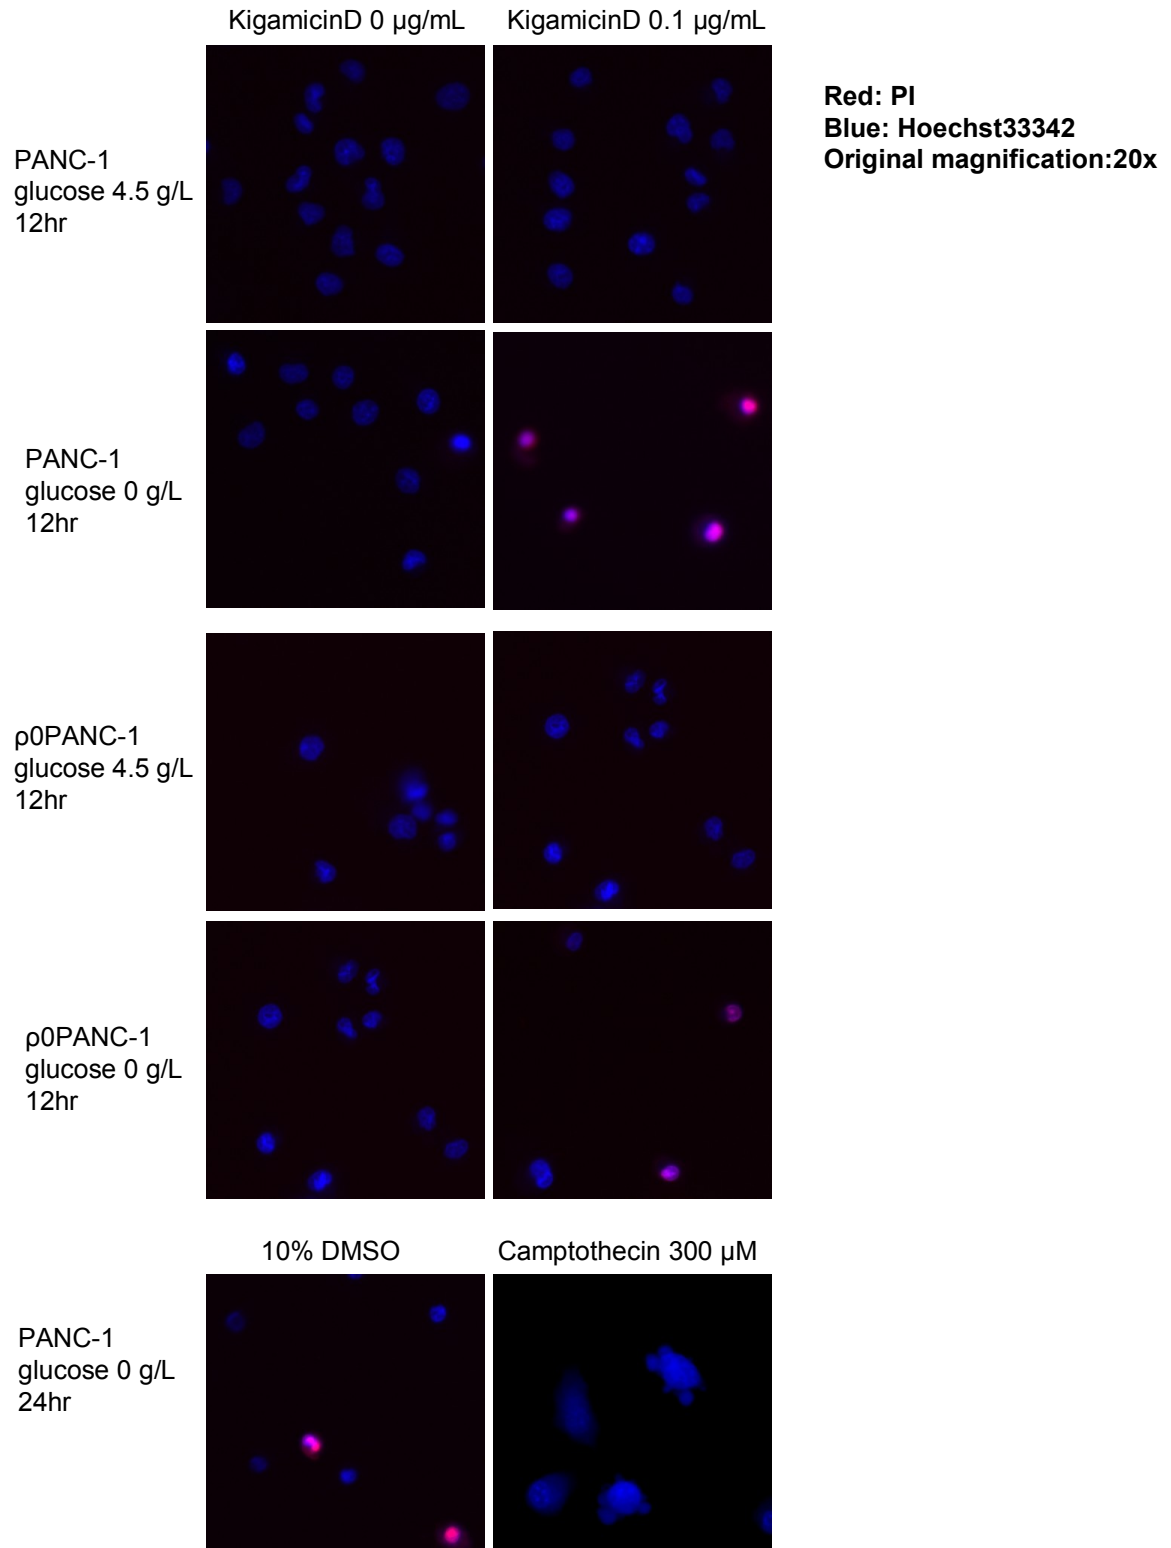 KigamicinD 0 µg/mL
KigamicinD 0.1 µg/mL
Red: PI
Blue: Hoechst33342
Original magnification:20x
PANC-1
glucose 4.5 g/L
12hr
PANC-1
glucose 0 g/L
12hr
ρ0PANC-1
glucose 4.5 g/L
12hr
ρ0PANC-1
glucose 0 g/L
12hr
10% DMSO
Camptothecin 300 µM
PANC-1
glucose 0 g/L
24hr